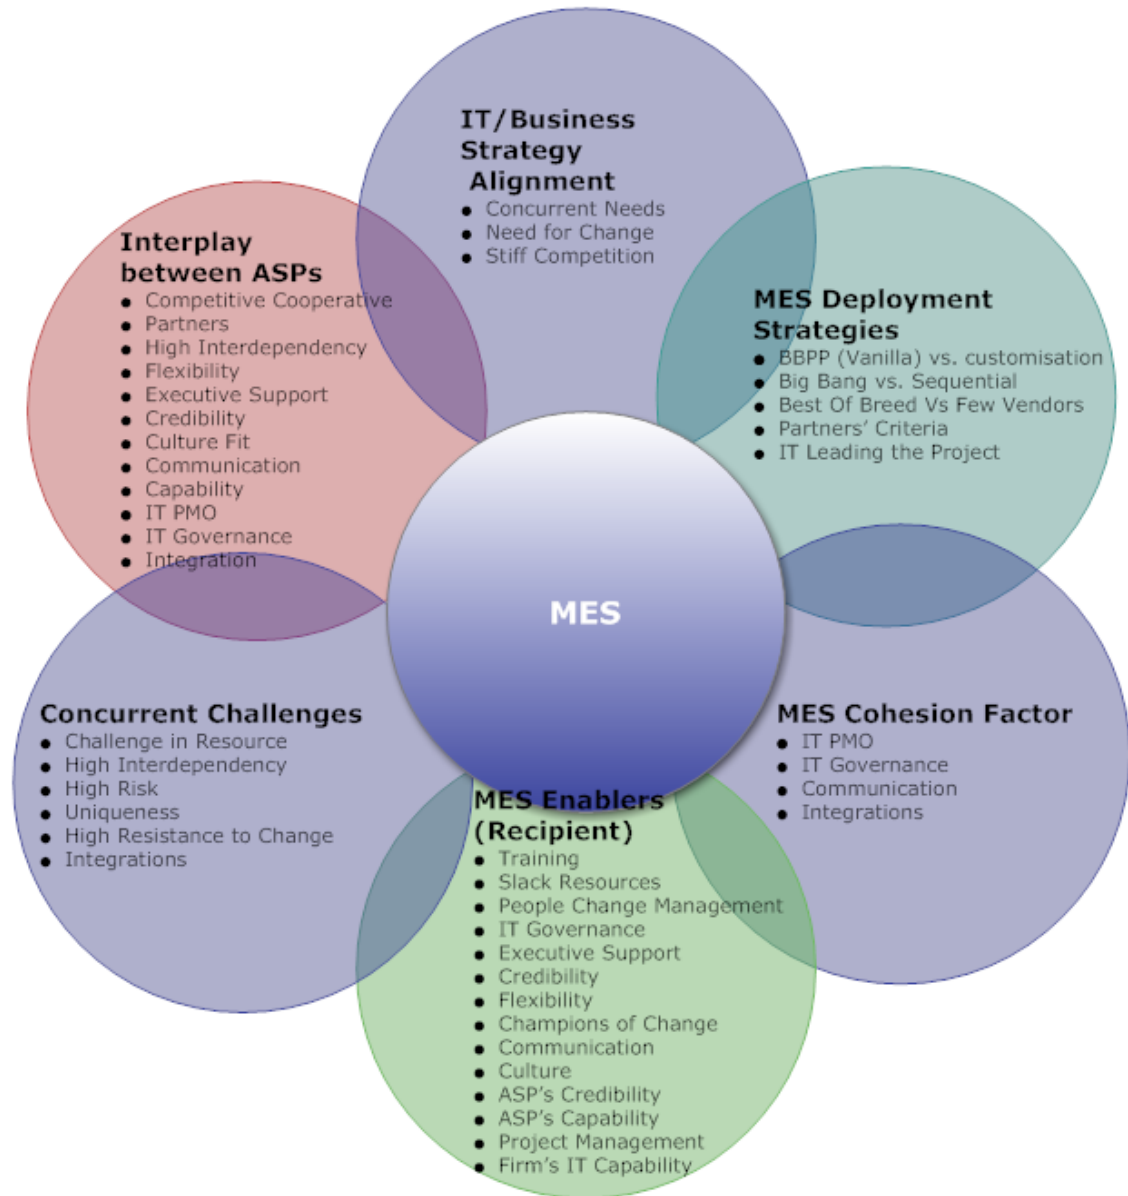 IT/Business
Strategy
Alignment
● Concurrent Needs
● Need for Change
● Stiff Competition
Interplay
between ASPs
● Competitive Cooperative
● Partners
● High Interdependency
● Flexibility
● Executive Support
● Credibility
● Culture Fit
● Communication
● Capability
● IT PMO
● IT Governance
● Integration
MES Deployment
Strategies
● BBPP (Vanilla) vs. customisation
● Big Bang vs. Sequential
● Best Of Breed Vs Few Vendors
● Partners’ Criteria
● IT Leading the Project
MES
Concurrent Challenges
● Challenge in Resource
● High Interdependency
● High Risk
● Uniqueness
● High Resistance to Change
● Integrations
MES Cohesion Factor
● IT PMO
● IT Governance
● Communication
● Integrations
MES Enablers
(Recipient)
● Training
● Slack Resources
● People Change Management
● IT Governance
● Executive Support
● Credibility
● Flexibility
● Champions of Change
● Communication
● Culture
● ASP’s Credibility
● ASP’s Capability
● Project Management
● Firm’s IT Capability